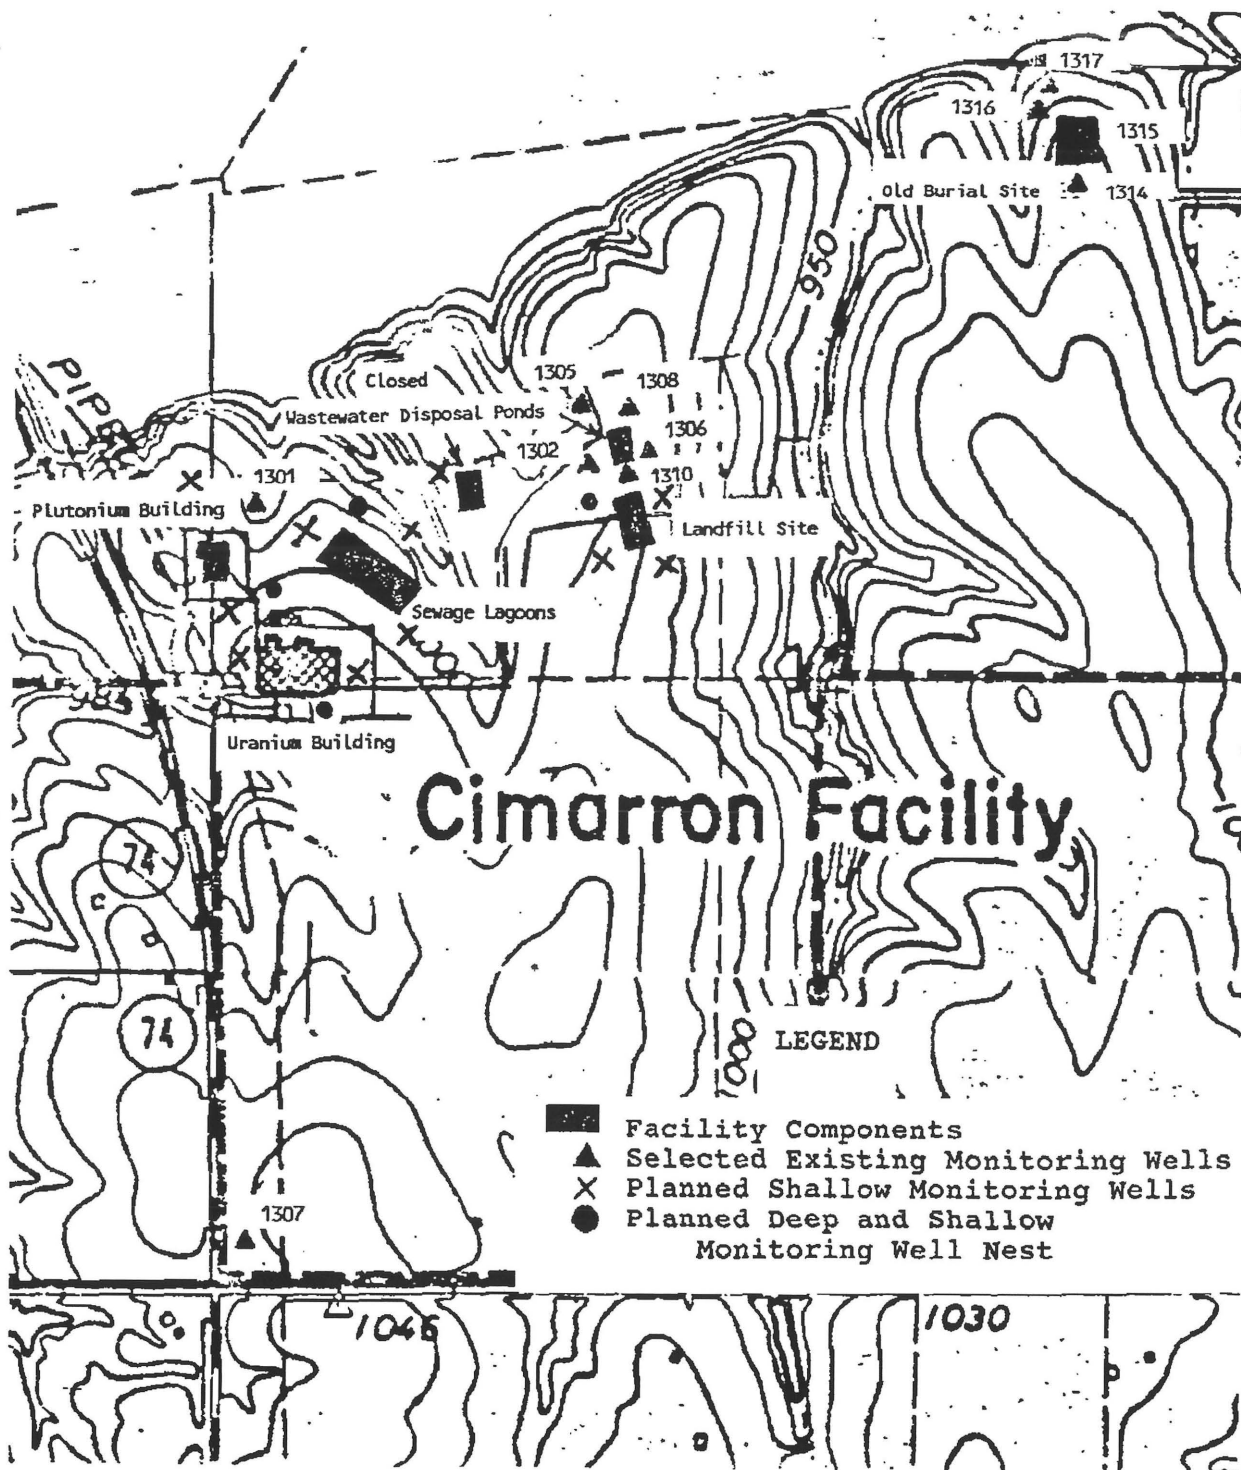 1317
1316
1315
Old Burial Site
1314
950
PIP
1305
1308
Closed
Wastewater Disposal Ponds
1306
1302
1301
1310
Plutonium Building
Landfill Site
Sewage Lagoons
Uranium Building
Cimarron Facility
74
74
1000
LEGEND
Facility Components
Selected Existing Monitoring Wells
Planned Shallow Monitoring Wells
Planned Deep and Shallow
Monitoring Well Nest
1307
1046
1030